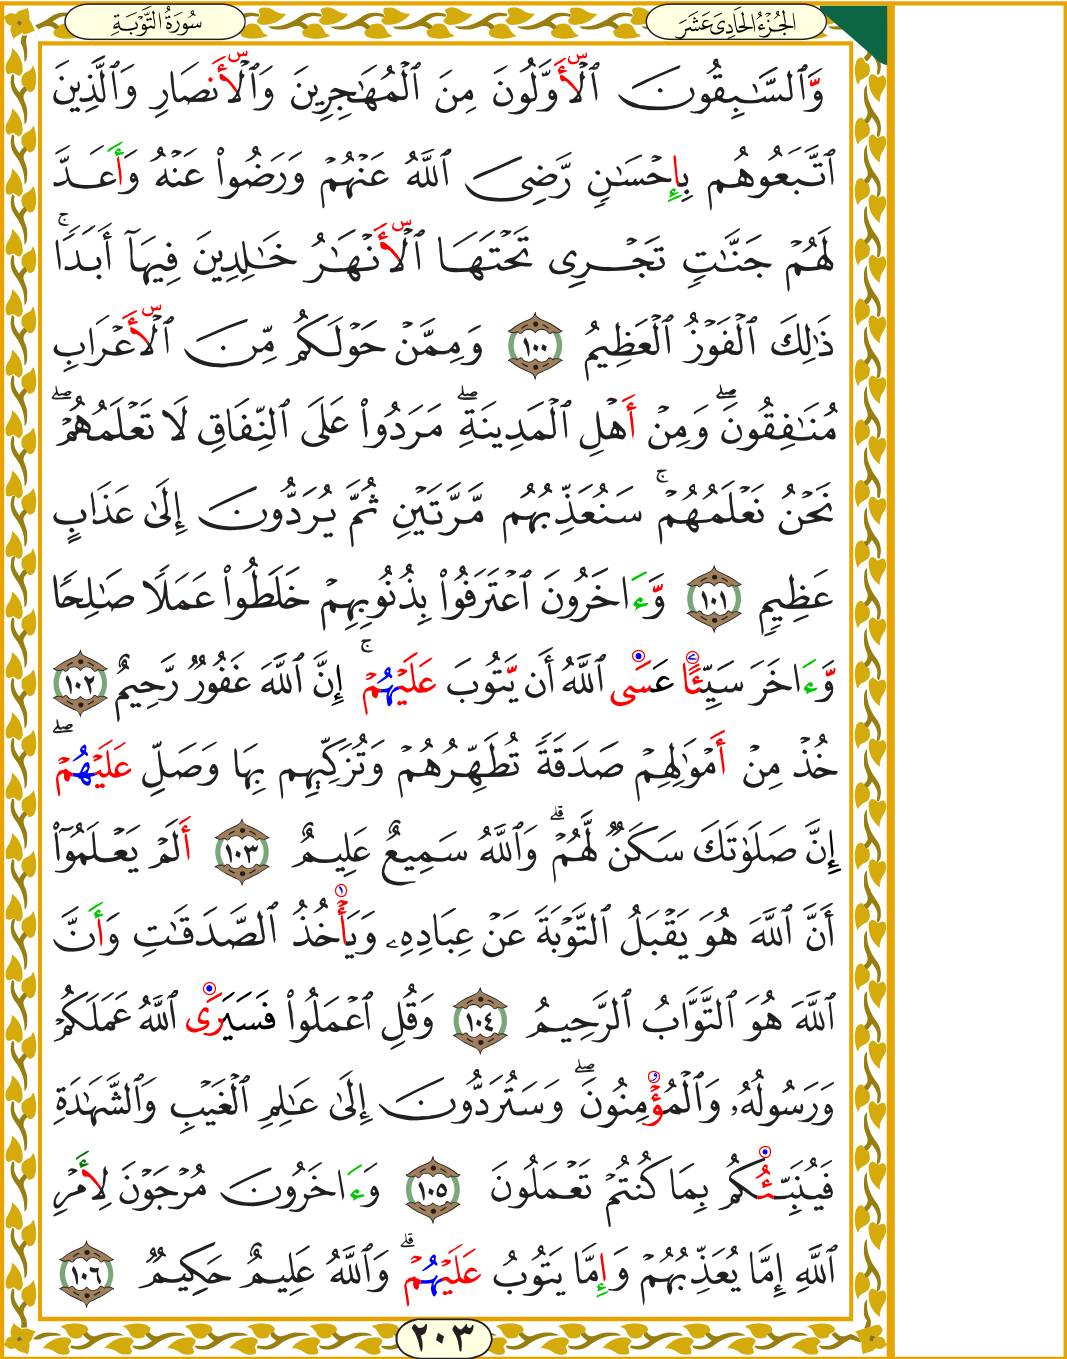 الجُزْءُ الحَادِىَ عَشَرَ
سُورَةُ التَّوْبَةِ
وَّٱلسَّـٰبِقُونَ ٱلْأَوَّلُونَ مِنَ ٱلْمُهَـٰجِرِينَ وَٱلْأَنصَارِ وَٱلَّذِينَ
ٱتَّبَعُوهُم بِإِحْسَـٰنٍ رَّضِىَ ٱللَّهُ عَنْهُمْ وَرَضُوا۟ عَنْهُ وَأَعَدَّ
لَهُمْ جَنَّـٰتٍ تَجْرِى تَحْتَهَا ٱلْأَنْهَـٰرُ خَـٰلِدِينَ فِيهَآ أَبَدًا ۚ
ذَٰلِكَ ٱلْفَوْزُ ٱلْعَظِيمُ ١٠٠ وَمِمَّنْ حَوْلَكُم مِّنَ ٱلْأَعْرَابِ
مُنَـٰفِقُونَ ۖ وَمِنْ أَهْلِ ٱلْمَدِينَةِ ۖ مَرَدُوا۟ عَلَى ٱلنِّفَاقِ لَا تَعْلَمُهُمْ ۖ
نَحْنُ نَعْلَمُهُمْ ۚ سَنُعَذِّبُهُم مَّرَّتَيْنِ ثُمَّ يُرَدُّونَ إِلَىٰ عَذَابٍ
عَظِيمٍ ١٠١ وَّءَاخَرُونَ ٱعْتَرَفُوا۟ بِذُنُوبِهِمْ خَلَطُوا۟ عَمَلًا صَـٰلِحًا
وَّءَاخَرَ سَيِّئًا عَسَى ٱللَّهُ أَن يَّتُوبَ عَلَيْهُمْ ۚ إِنَّ ٱللَّهَ غَفُورٌ رَّحِيمٌ ١٠٢
خُذْ مِنْ أَمْوَٰلِهِمْ صَدَقَةً تُطَهِّرُهُمْ وَتُزَكِّيهِم بِهَا وَصَلِّ عَلَيْهُمْ ۖ
إِنَّ صَلَوٰتَكَ سَكَنٌ لَّهُمْ ۗ وَٱللَّهُ سَمِيعٌ عَلِيمٌ ١٠٣ أَلَمْ يَعْلَمُوٓا۟
أَنَّ ٱللَّهَ هُوَ يَقْبَلُ ٱلتَّوْبَةَ عَنْ عِبَادِهِۦ وَيَأْخُذُ ٱلصَّدَقَـٰتِ وَأَنَّ
ٱللَّهَ هُوَ ٱلتَّوَّابُ ٱلرَّحِيمُ ١٠٤ وَقُلِ ٱعْمَلُوا۟ فَسَيَرَى ٱللَّهُ عَمَلَكُمْ
وَرَسُولُهُۥ وَٱلْمُؤْمِنُونَ ۖ وَسَتُرَدُّونَ إِلَىٰ عَـٰلِمِ ٱلْغَيْبِ وَٱلشَّهَـٰدَةِ
فَيُنَبِّئُكُم بِمَا كُنتُمْ تَعْمَلُونَ ١٠٥ وَءَاخَرُونَ مُرْجَوْنَ لِأَمْرِ
ٱللَّهِ إِمَّا يُعَذِّبُهُمْ وَإِمَّا يَتُوبُ عَلَيْهُمْ ۗ وَٱللَّهُ عَلِيمٌ حَكِيمٌ ١٠٦
٢٠٣